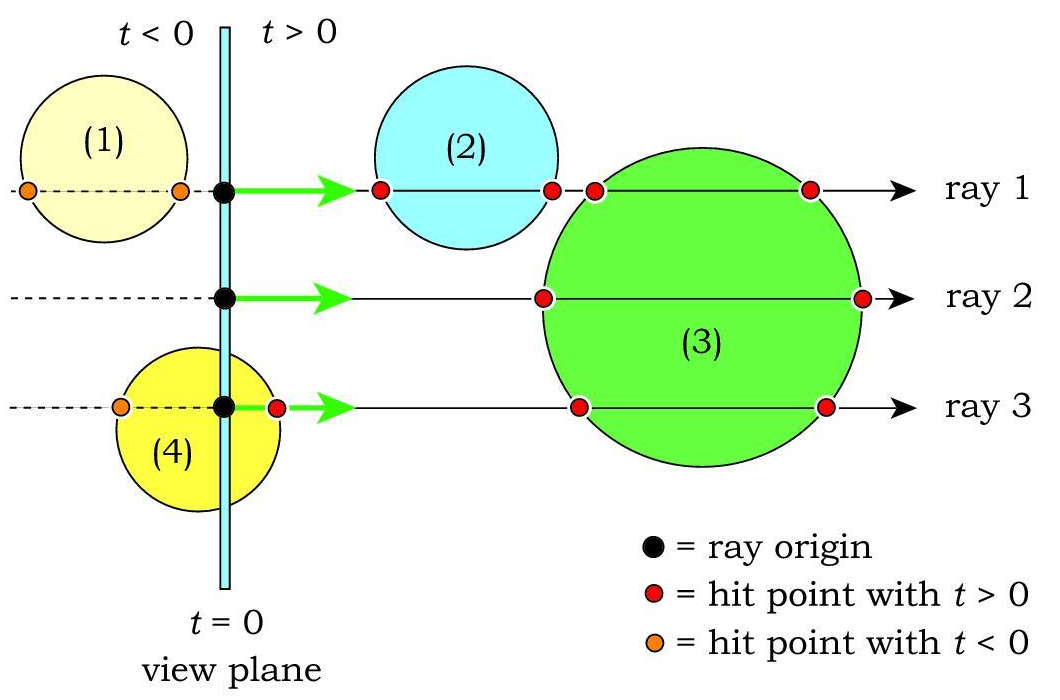 t < 0
t > 0
(1)
(2)
ray 1
ray 2
(3)
ray 3
(4)
= ray origin
= hit point with t > 0
= hit point with t < 0
t = 0
view plane